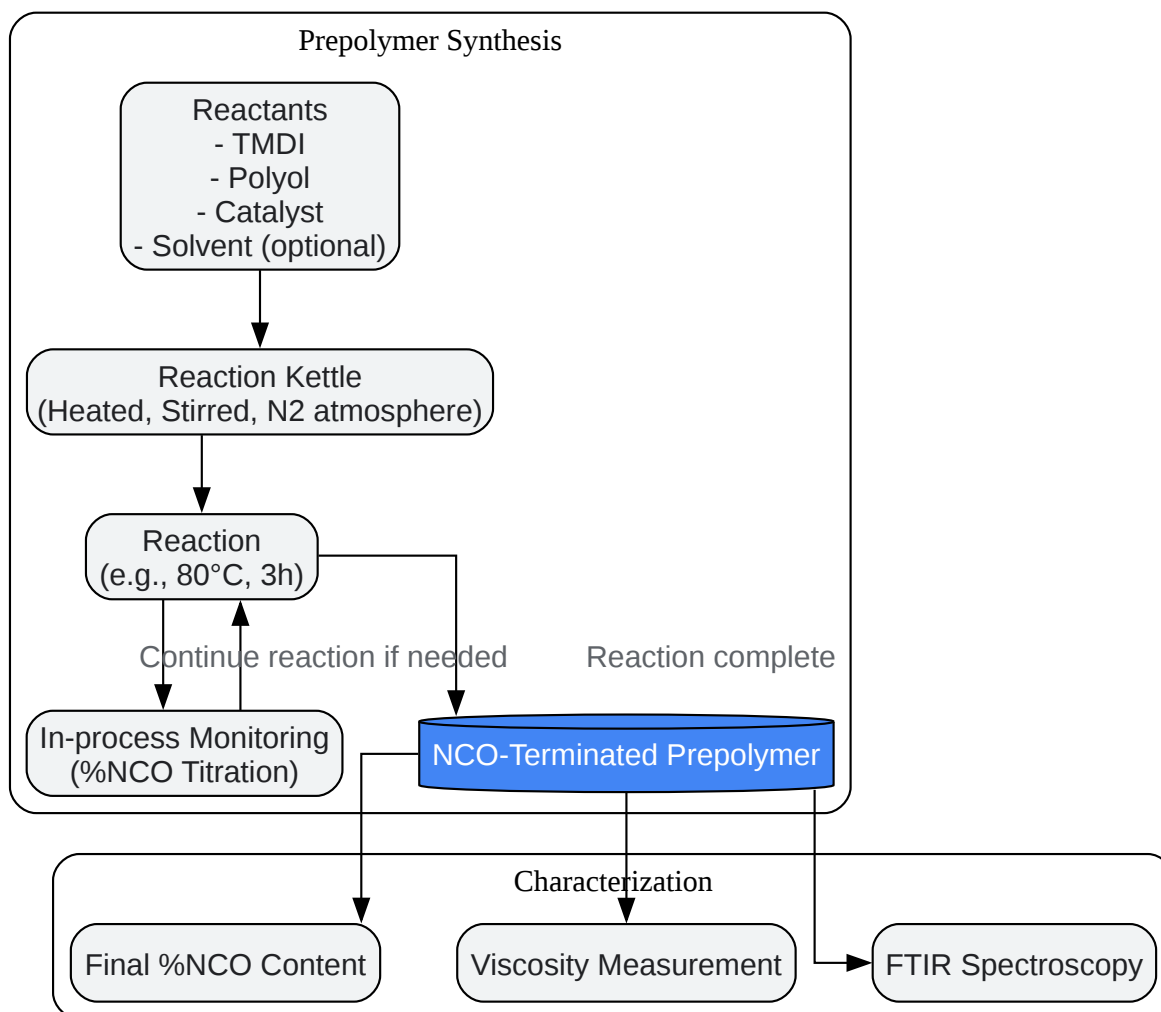 Prepolymer Synthesis
Reactants
- TMDI
- Polyol
- Catalyst
- Solvent (optional)
Reaction Kettle
(Heated, Stirred, N2 atmosphere)
Reaction
(e.g., 80°C, 3h)
Continue reaction if needed
Reaction complete
In-process Monitoring
(%NCO Titration)
NCO-Terminated Prepolymer
Characterization
Final %NCO Content
Viscosity Measurement
FTIR Spectroscopy